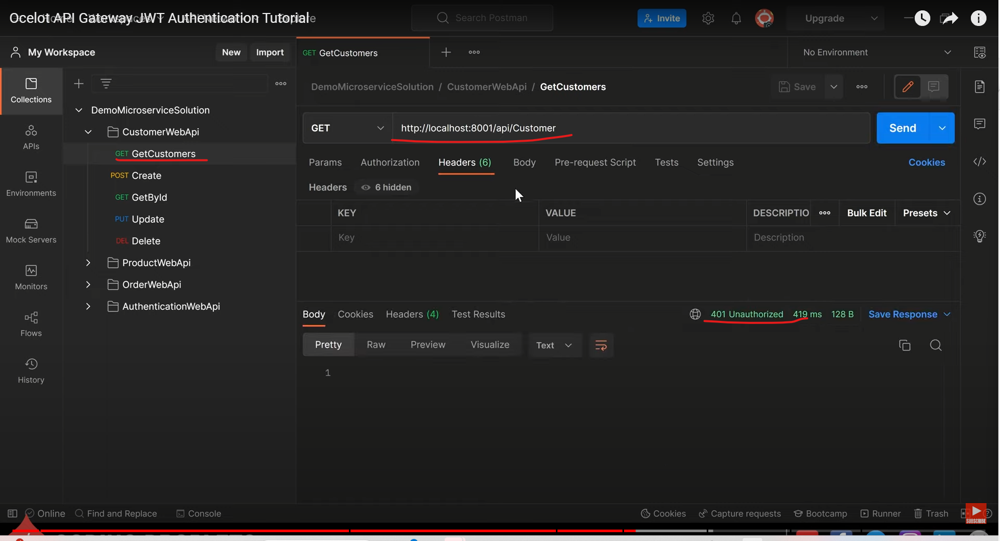 Ocelot API Gateway JWT Authentication Tutorial
Search Postman
Invite
Upgrade
My Workspace
New
Import
GET GetCustomers
No Environment
Collections
APIs
Environments
Mock Servers
Monitors
Flows
History
DemoMicroserviceSolution
CustomerWebApi
GET GetCustomers
POST Create
GET GetById
PUT Update
DEL Delete
ProductWebApi
OrderWebApi
AuthenticationWebApi
DemoMicroserviceSolution / CustomerWebApi / GetCustomers
Save
GET
http://localhost:8001/api/Customer
Send
Params Authorization Headers (6) Body Pre-request Script Tests Settings
Cookies
Headers 6 hidden
KEY VALUE DESCRIPTIO Bulk Edit Presets
Key Value Description
Body Cookies Headers (4) Test Results
401 Unauthorized 419 ms 128 B Save Response
Pretty Raw Preview Visualize Text
1
Online Find and Replace Console
Cookies Capture requests Bootcamp Runner Trash
SUBSCRIBE